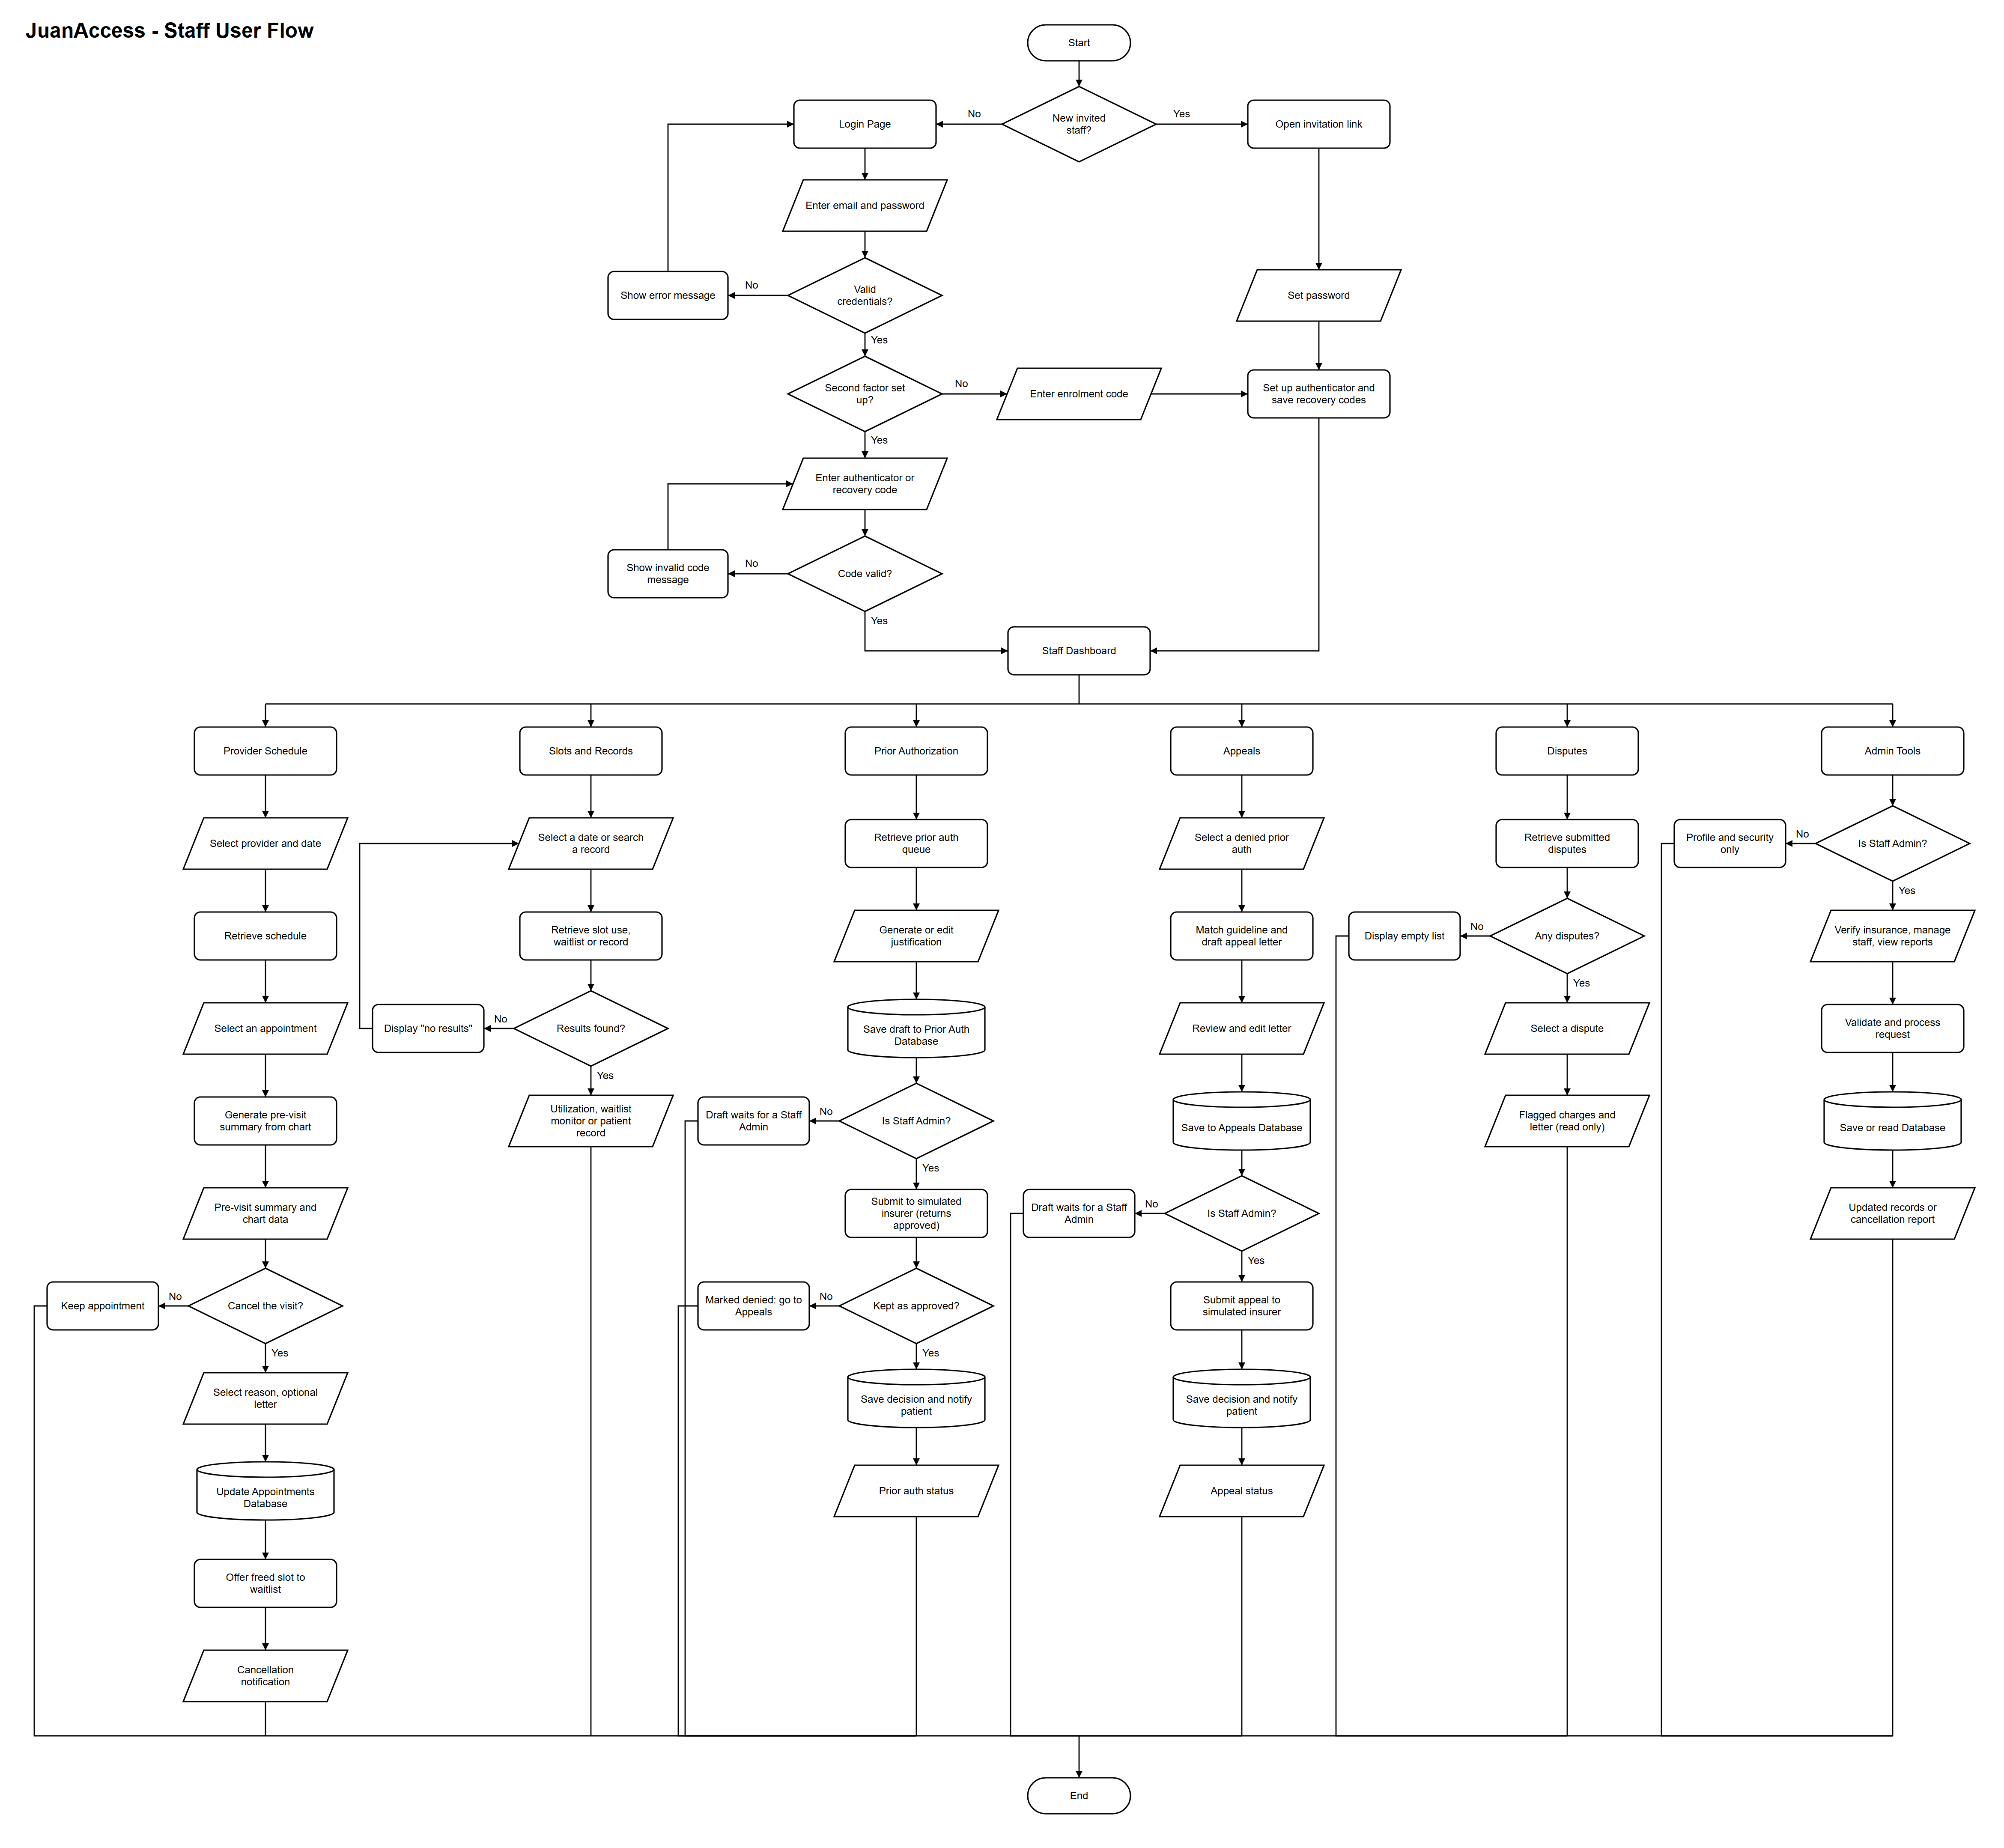 JuanAccess - Staff User Flow
Start
New invited
staff?
No
Yes
Login Page
Open invitation link
Enter email and password
Valid
credentials?
No
Show error message
Set password
Yes
Second factor set
up?
No
Enter enrolment code
Set up authenticator and
save recovery codes
Yes
Enter authenticator or
recovery code
Code valid?
No
Show invalid code
message
Yes
Staff Dashboard
Provider Schedule
Select provider and date
Retrieve schedule
Select an appointment
Generate pre-visit
summary from chart
Pre-visit summary and
chart data
Cancel the visit?
No
Keep appointment
Yes
Select reason, optional
letter
Update Appointments
Database
Offer freed slot to
waitlist
Cancellation
notification
Slots and Records
Select a date or search
a record
Retrieve slot use,
waitlist or record
Results found?
No
Display "no results"
Yes
Utilization, waitlist
monitor or patient
record
Prior Authorization
Retrieve prior auth
queue
Generate or edit
justification
Save draft to Prior Auth
Database
Is Staff Admin?
No
Draft waits for a Staff
Admin
Yes
Submit to simulated
insurer (returns
approved)
Kept as approved?
No
Marked denied: go to
Appeals
Yes
Save decision and notify
patient
Prior auth status
Appeals
Select a denied prior
auth
Match guideline and
draft appeal letter
Review and edit letter
Save to Appeals Database
Is Staff Admin?
No
Draft waits for a Staff
Admin
Yes
Submit appeal to
simulated insurer
Save decision and notify
patient
Appeal status
Disputes
Retrieve submitted
disputes
Any disputes?
No
Display empty list
Yes
Select a dispute
Flagged charges and
letter (read only)
Admin Tools
Is Staff Admin?
No
Profile and security
only
Yes
Verify insurance, manage
staff, view reports
Validate and process
request
Save or read Database
Updated records or
cancellation report
End